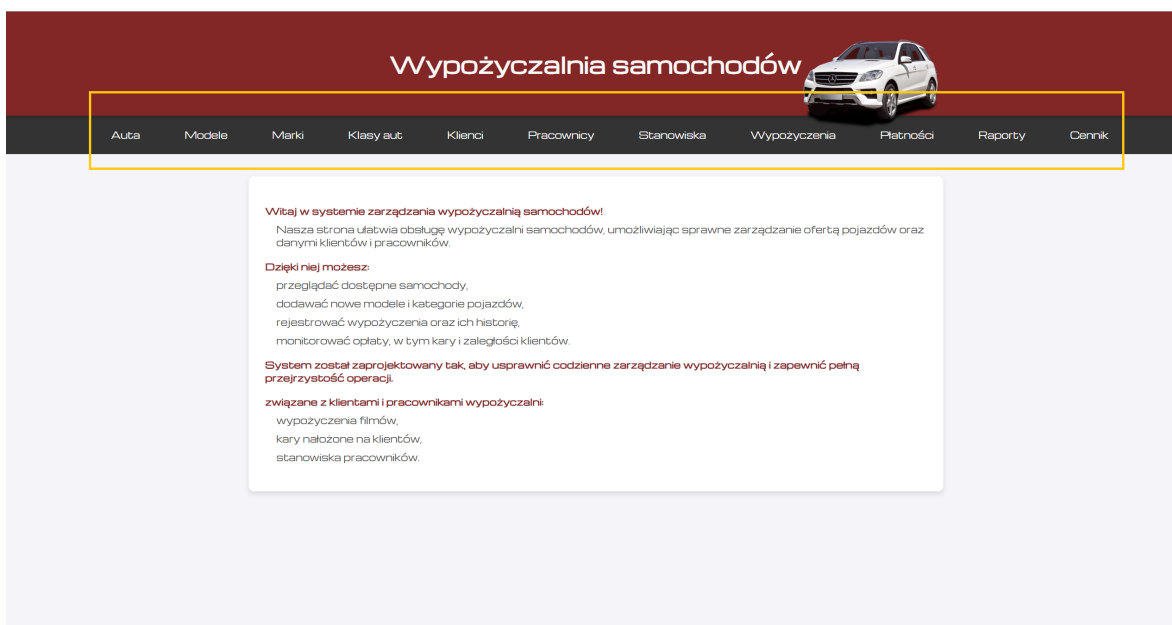 Wypożyczalnia samochodów
Auta Modele Marki Klasy aut Klienci Pracownicy Stanowiska Wypożyczenia Płatności Raporty Cennik
Witaj w systemie zarządzania wypożyczalnią samochodów!
Nasza strona ułatwia obsługę wypożyczalni samochodów, umożliwiając sprawne zarządzanie ofertą pojazdów oraz
danymi klientów i pracowników.
Dzięki niej możesz:
przeglądać dostępne samochody,
dodawać nowe modele i kategorie pojazdów,
rejestrować wypożyczenia oraz ich historię,
monitorować opłaty, w tym kary i zaległości klientów.
System został zaprojektowany tak, aby usprawnić codzienne zarządzanie wypożyczalnią i zapewnić pełną
przejrzystość operacji.
związane z klientami i pracownikami wypożyczalni:
wypożyczenia filmów,
kary nałożone na klientów,
stanowiska pracowników.